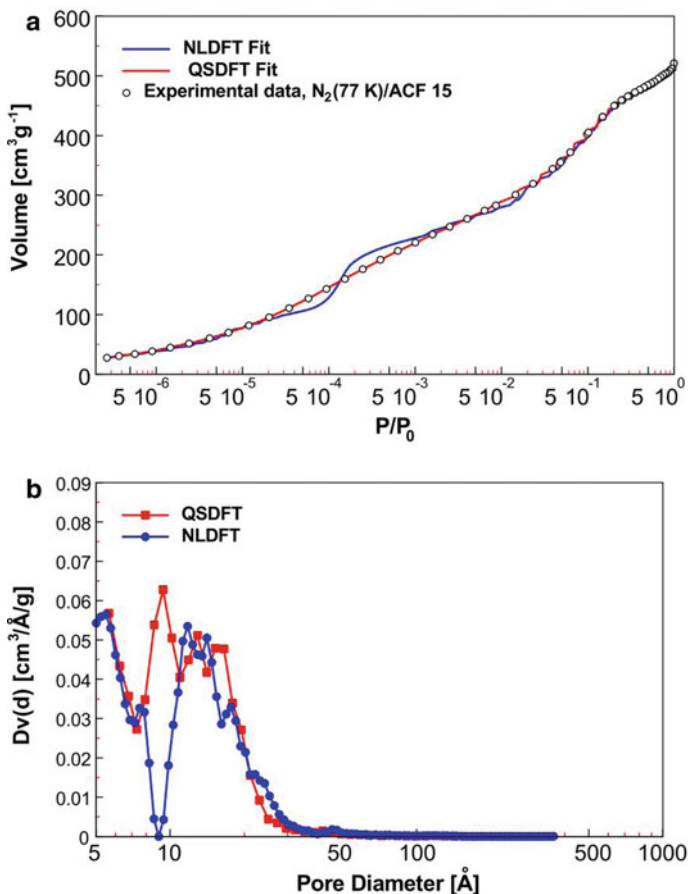 a
600
500
400
300
200
100
0
Volume [cm³g⁻¹]
NLDFT Fit
QSDFT Fit
Experimental data, N₂(77 K)/ACF 15
5 10⁻⁶ 5 10⁻⁵ 5 10⁻⁴ 5 10⁻³ 5 10⁻² 5 10⁻¹ 5 10⁰
P/P₀
b
0.09
0.08
0.07
0.06
0.05
0.04
0.03
0.02
0.01
0
Dv(d) [cm³/Å/g]
QSDFT
NLDFT
5 10 50 100 500 1000
Pore Diameter [Å]